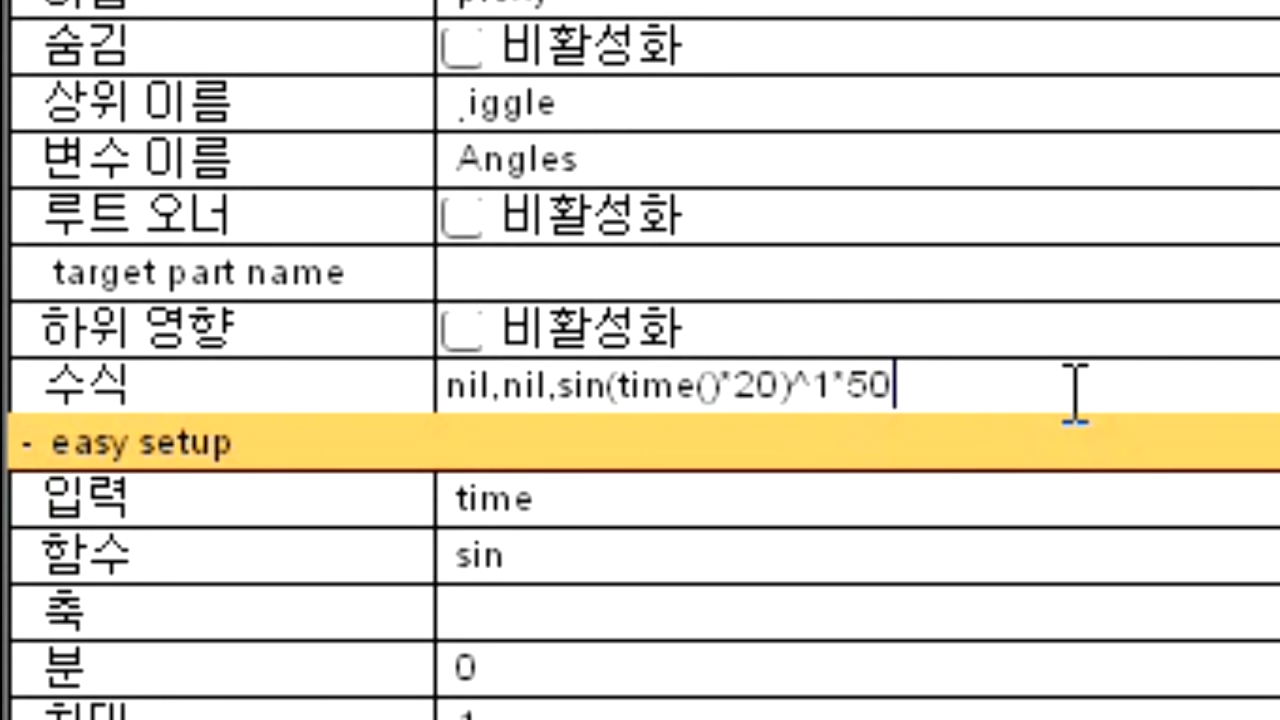 숨김 비활성화
상위 이름 jiggle
변수 이름 Angles
루트 오너 비활성화
target part name
하위 영향 비활성화
수식 nil,nil,sin(time()*20)^1*50
- easy setup
입력 time
함수 sin
축
분 0